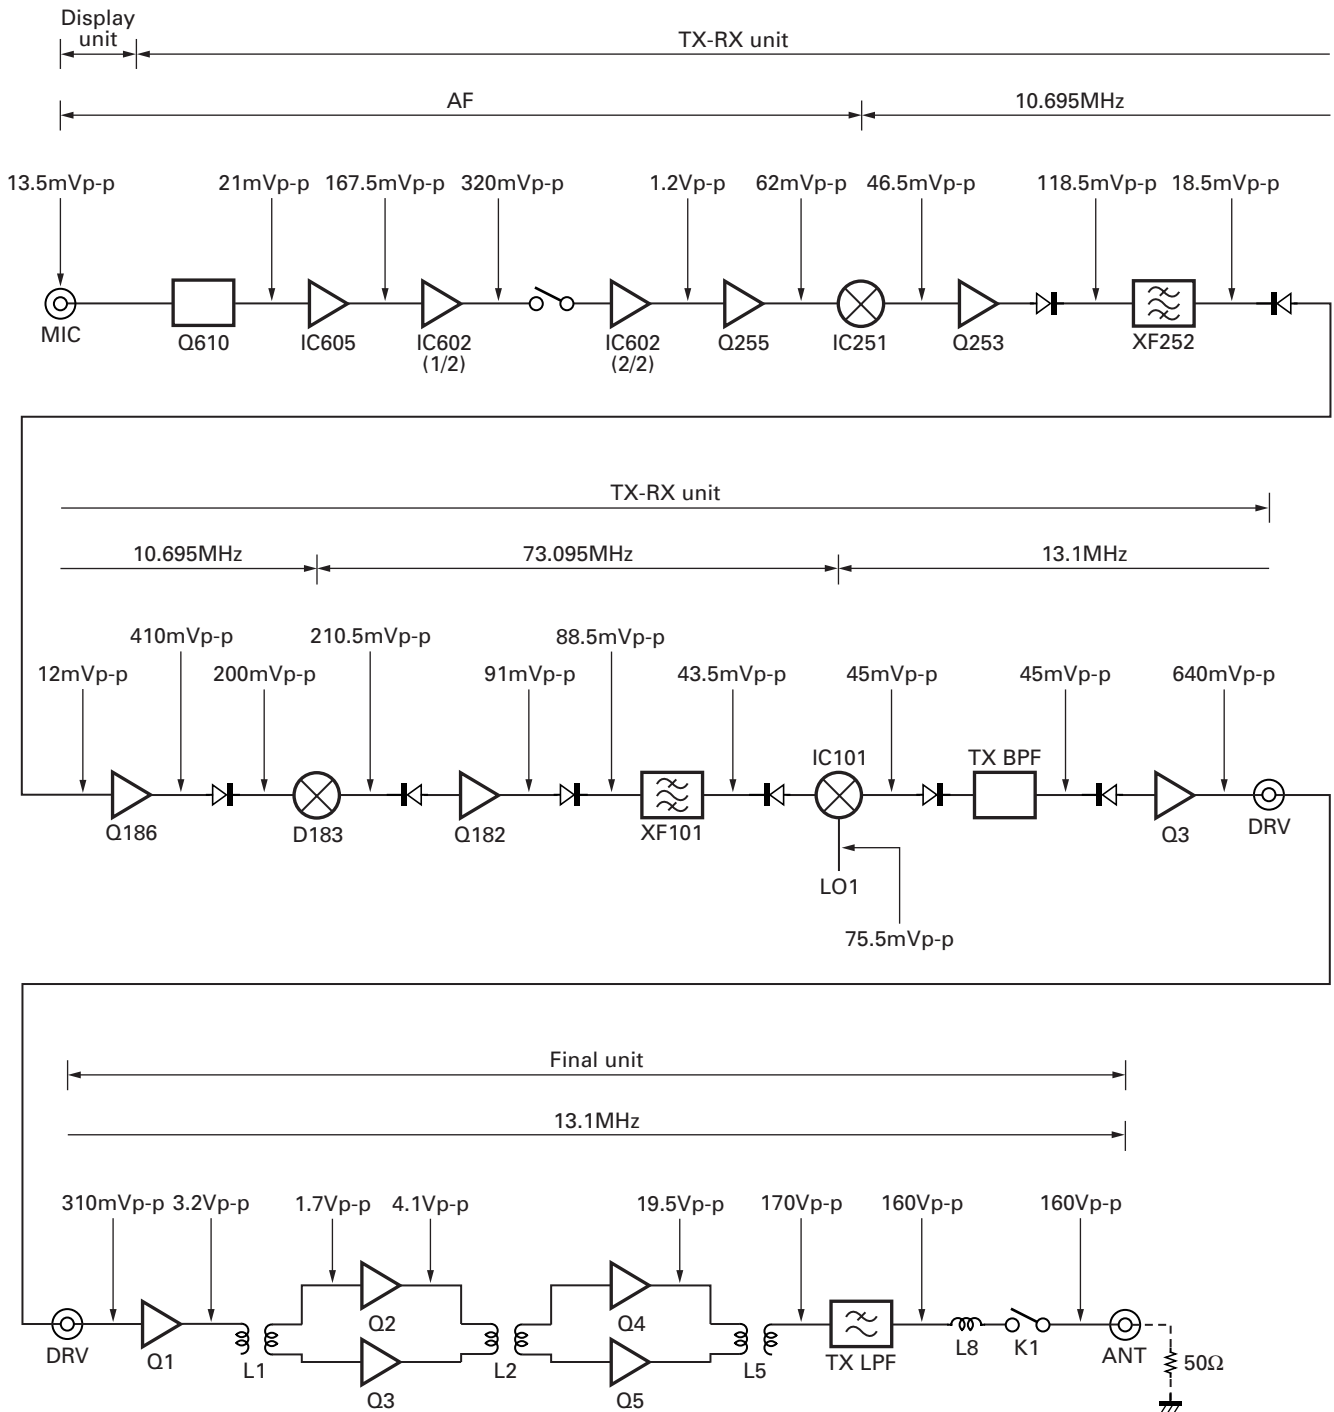 Display
unit
TX-RX unit
AF
10.695MHz
13.5mVp-p
21mVp-p
167.5mVp-p
320mVp-p
1.2Vp-p
62mVp-p
46.5mVp-p
118.5mVp-p
18.5mVp-p
MIC
Q610
IC605
IC602
(1/2)
IC602
(2/2)
Q255
IC251
Q253
XF252
TX-RX unit
10.695MHz
73.095MHz
13.1MHz
12mVp-p
410mVp-p
200mVp-p
210.5mVp-p
91mVp-p
88.5mVp-p
43.5mVp-p
45mVp-p
45mVp-p
640mVp-p
Q186
D183
Q182
XF101
IC101
TX BPF
Q3
DRV
LO1
75.5mVp-p
Final unit
13.1MHz
310mVp-p
3.2Vp-p
1.7Vp-p
4.1Vp-p
19.5Vp-p
170Vp-p
160Vp-p
160Vp-p
DRV
Q1
L1
Q2
Q3
L2
Q4
Q5
L5
TX LPF
L8
K1
ANT
50Ω